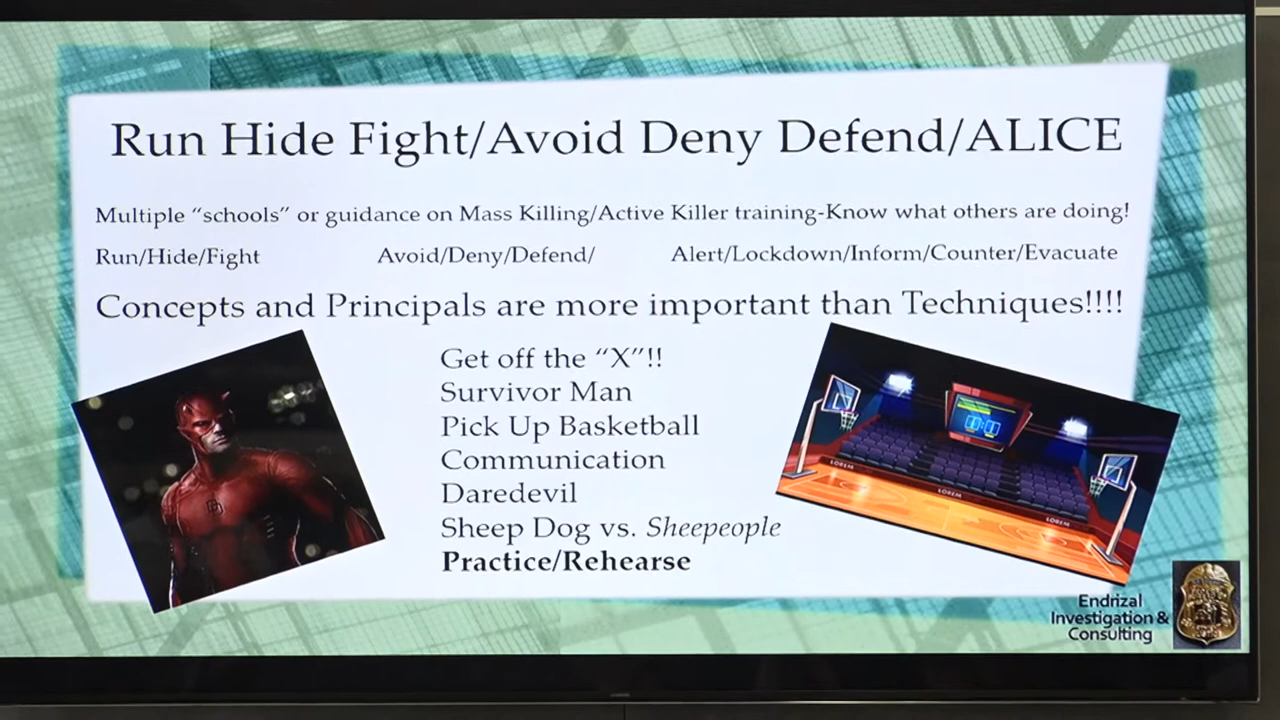 Run Hide Fight/Avoid Deny Defend/ALICE
Multiple “schools” or guidance on Mass Killing/Active Killer training-Know what others are doing!
Run/Hide/Fight Avoid/Deny/Defend/ Alert/Lockdown/Inform/Counter/Evacuate
Concepts and Principals are more important than Techniques!!!!
Get off the “X”!!
Survivor Man
Pick Up Basketball
Communication
Daredevil
Sheep Dog vs. Sheepeople
Practice/Rehearse
LOREM
LOREM
LOREM
Endrizal
Investigation &
Consulting